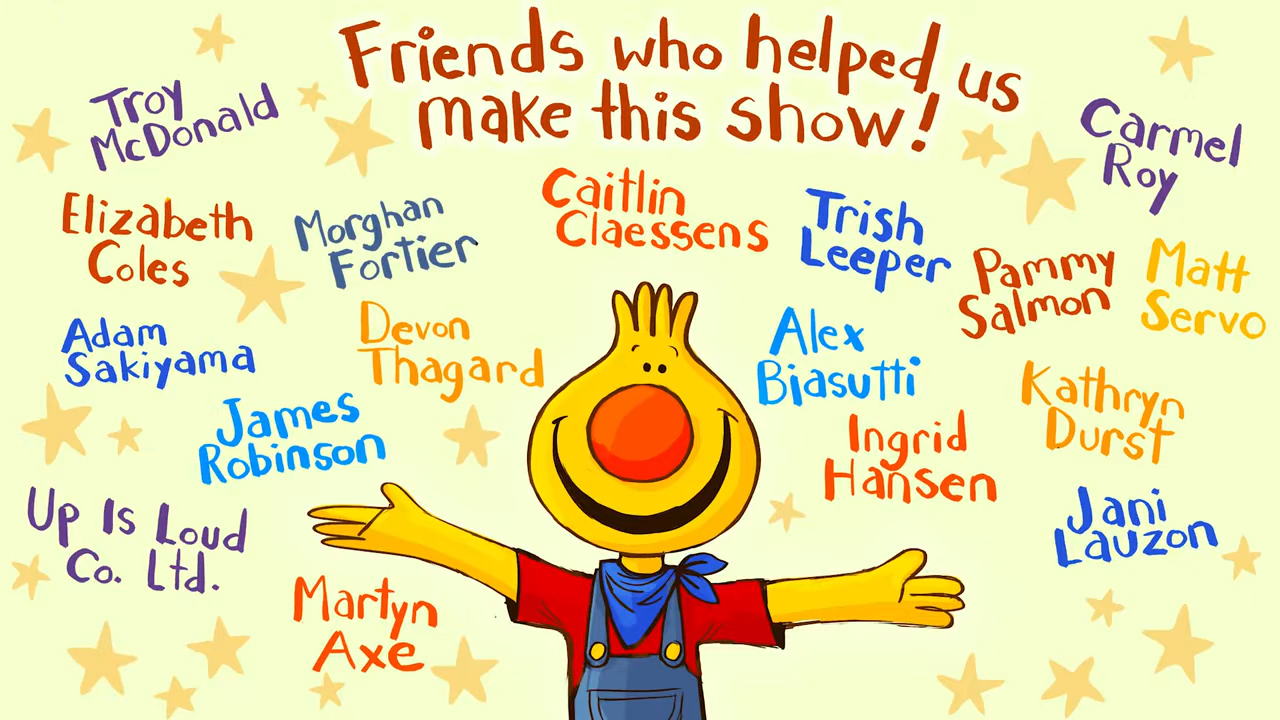 Friends who helped us
make this show!
Troy
McDonald
Carmel
Roy
Elizabeth
Coles
Morghan
Fortier
Caitlin
Claessens
Trish
Leeper
Pammy
Salmon
Matt
Servo
Adam
Sakiyama
Devon
Thagard
Alex
Biasutti
Kathryn
Durst
James
Robinson
Ingrid
Hansen
Up Is Loud
Co. Ltd.
Jani
Lauzon
Martyn
Axe